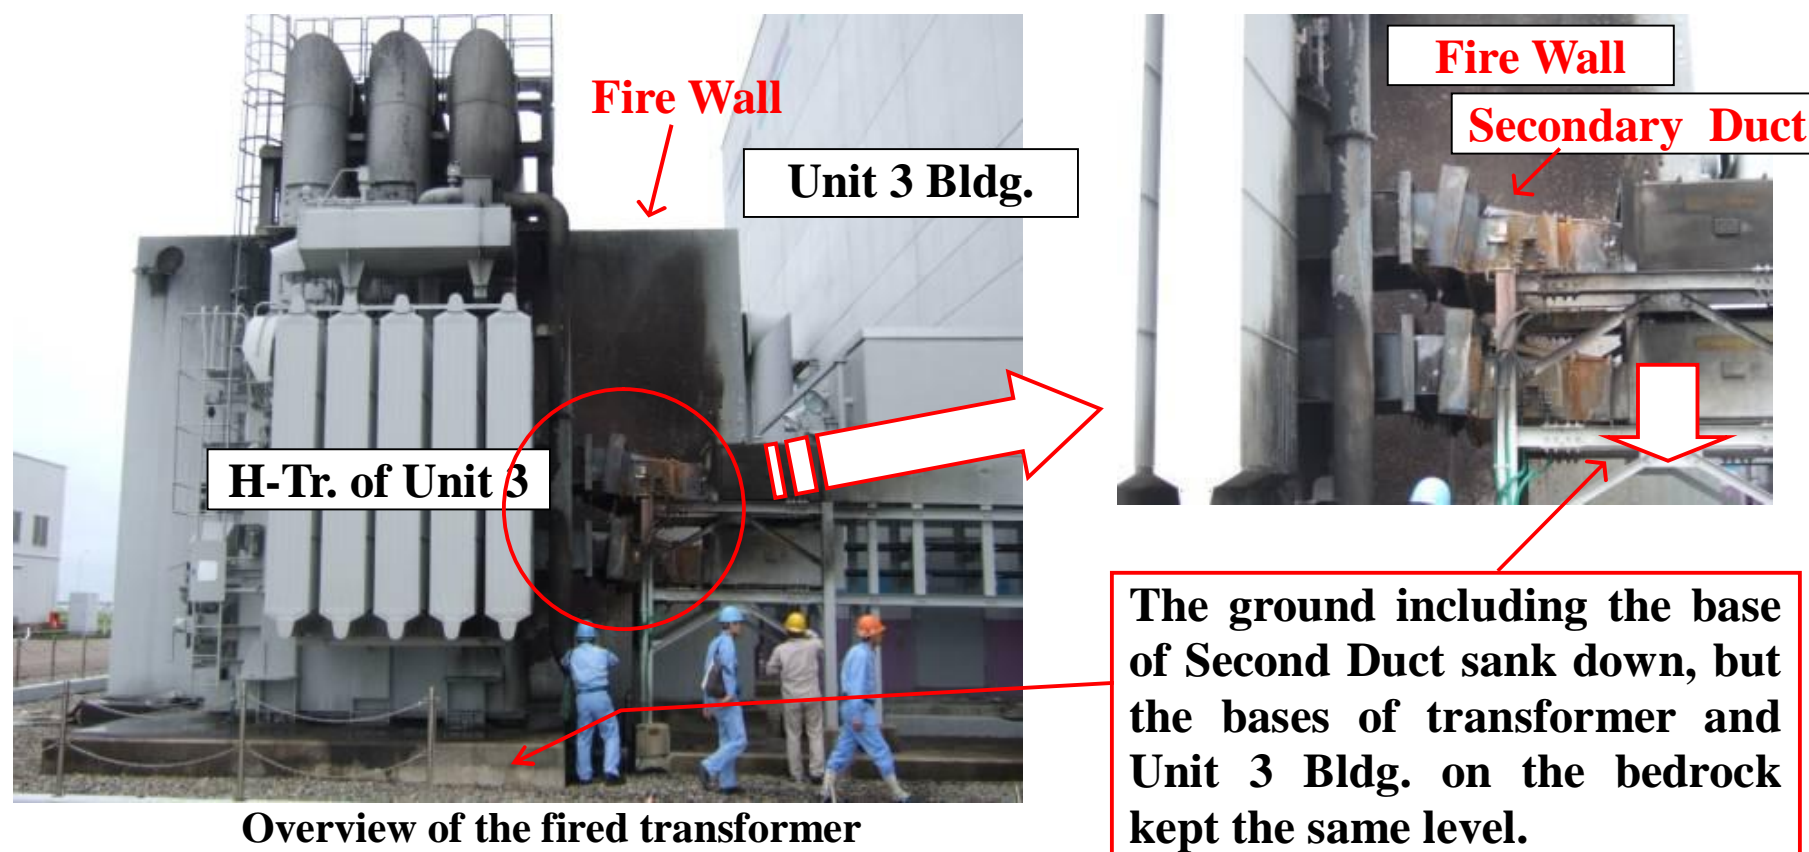 Fire Wall
Unit 3 Bldg.
H-Tr. of Unit 3
Overview of the fired transformer
Fire Wall
Secondary Duct
The ground including the base
of Second Duct sank down, but
the bases of transformer and
Unit 3 Bldg. on the bedrock
kept the same level.